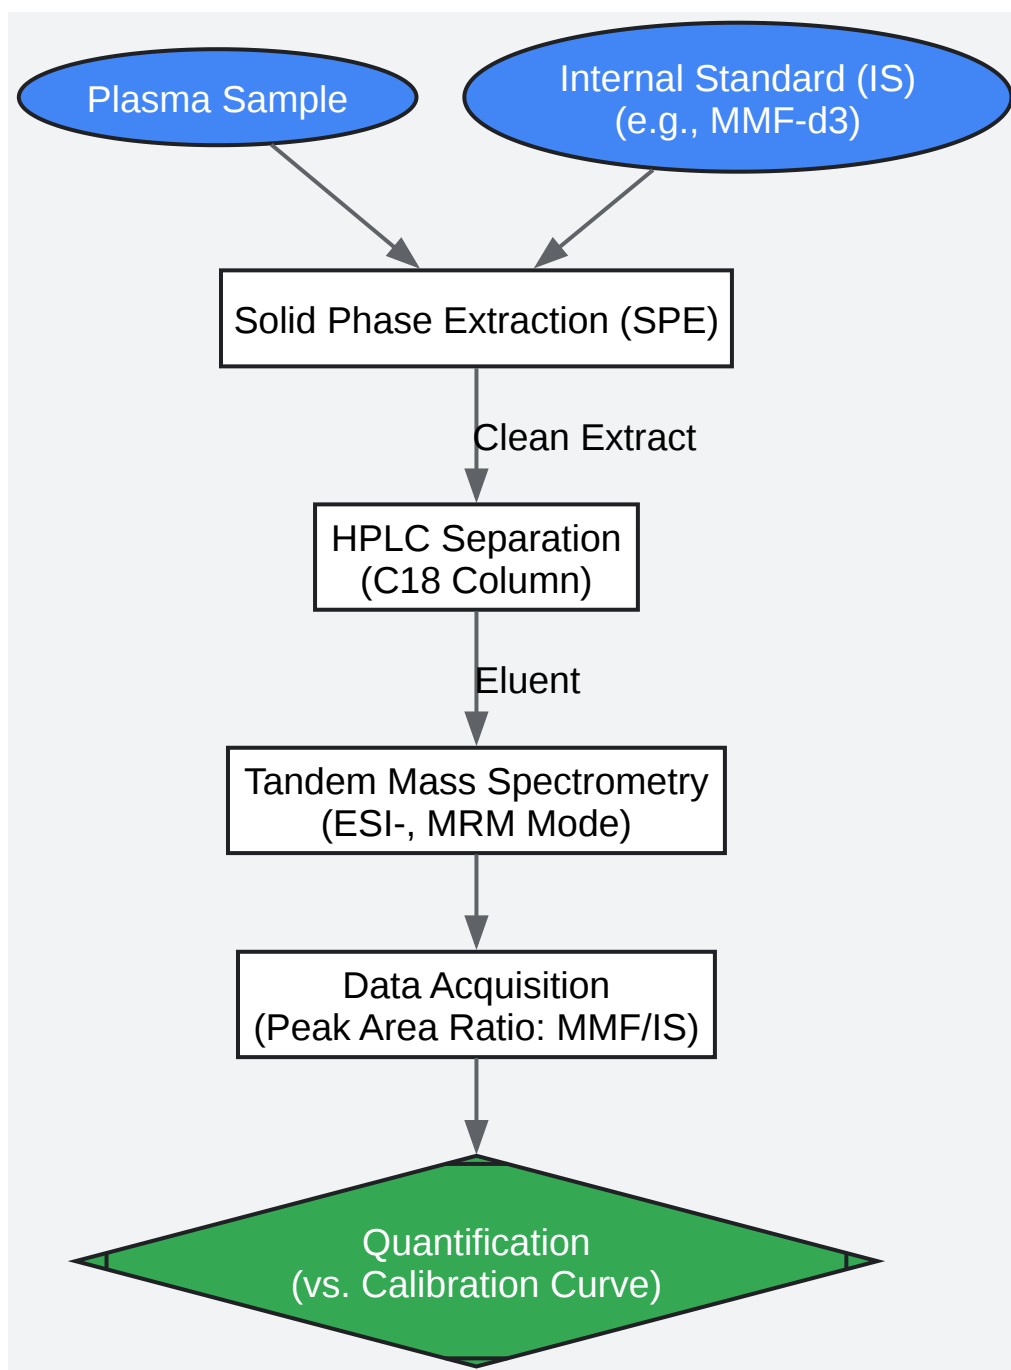 Plasma Sample
Internal Standard (IS)
(e.g., MMF-d3)
Solid Phase Extraction (SPE)
Clean Extract
HPLC Separation
(C18 Column)
Eluent
Tandem Mass Spectrometry
(ESI-, MRM Mode)
Data Acquisition
(Peak Area Ratio: MMF/IS)
Quantification
(vs. Calibration Curve)